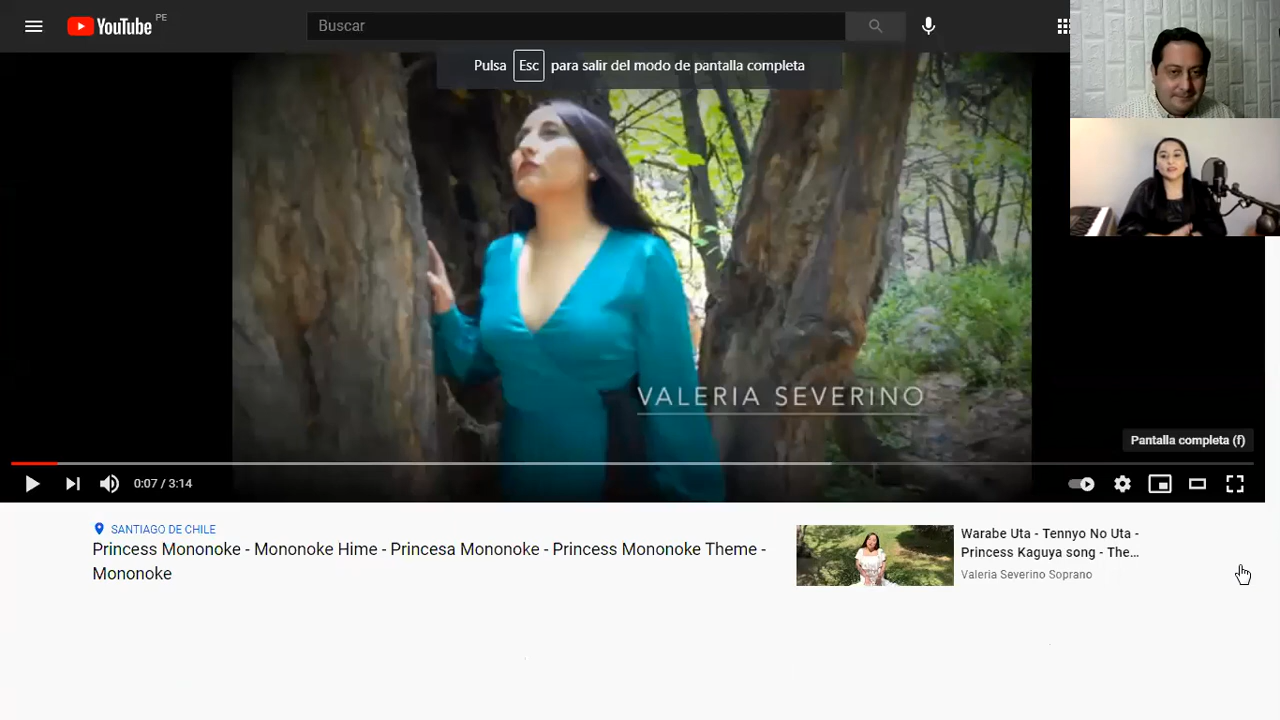 YouTube PE
Buscar
Pulsa Esc para salir del modo de pantalla completa
VALERIA SEVERINO
Pantalla completa (f)
0:07 / 3:14
SANTIAGO DE CHILE
Princess Mononoke - Mononoke Hime - Princesa Mononoke - Princess Mononoke Theme -
Mononoke
Warabe Uta - Tennyo No Uta -
Princess Kaguya song - The…
Valeria Severino Soprano